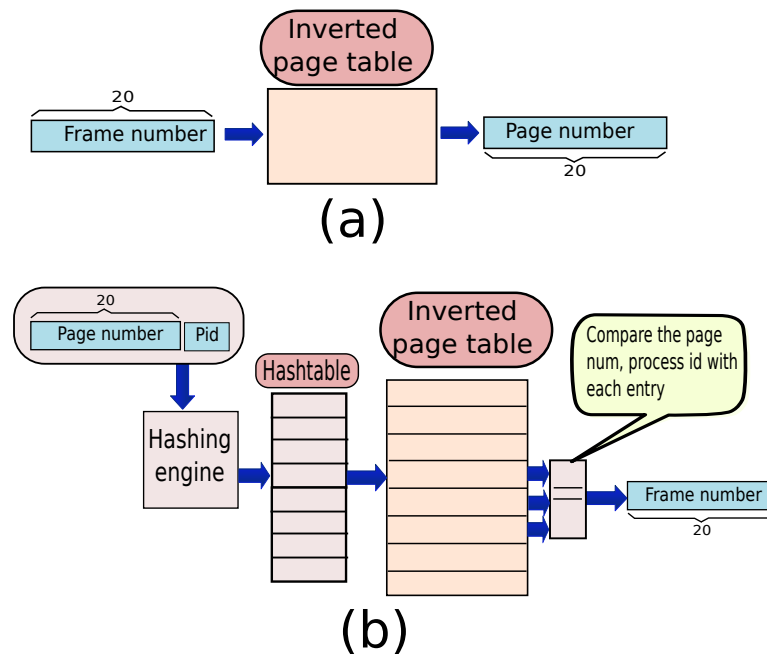 Inverted
page table
20
Frame number
Page number
20
(a)
20
Page number
Pid
Hashing
engine
Hashtable
Inverted
page table
Compare the page
num, process id with
each entry
Frame number
20
(b)